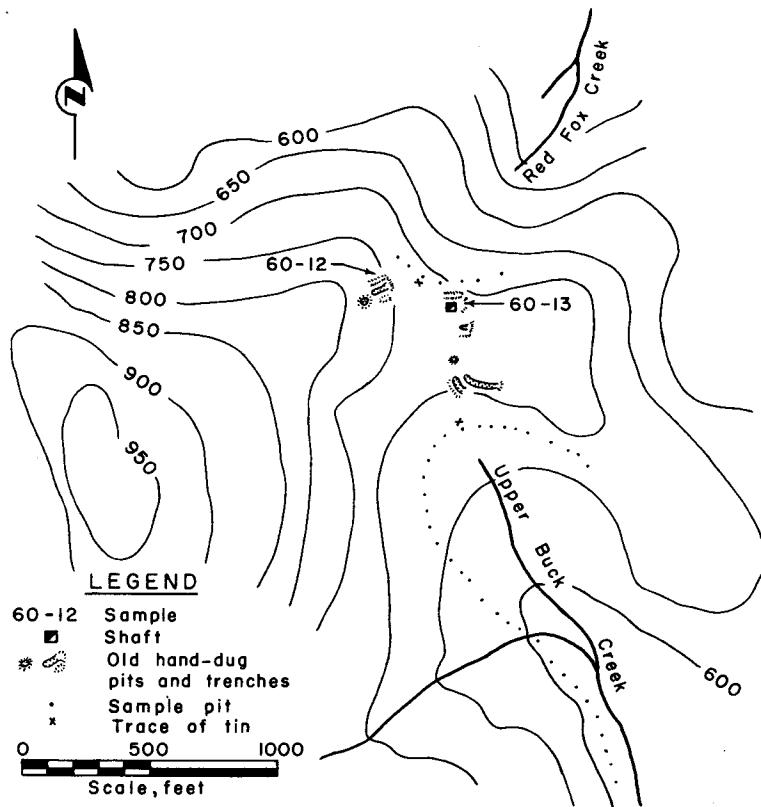 Red Fox Creek
N
600
650
700
750
60-12
800
60-13
850
900
950
Upper Buck Creek
600
LEGEND
60-12 Sample
Shaft
Old hand-dug
pits and trenches
Sample pit
x Trace of tin
0 500 1000
Scale, feet